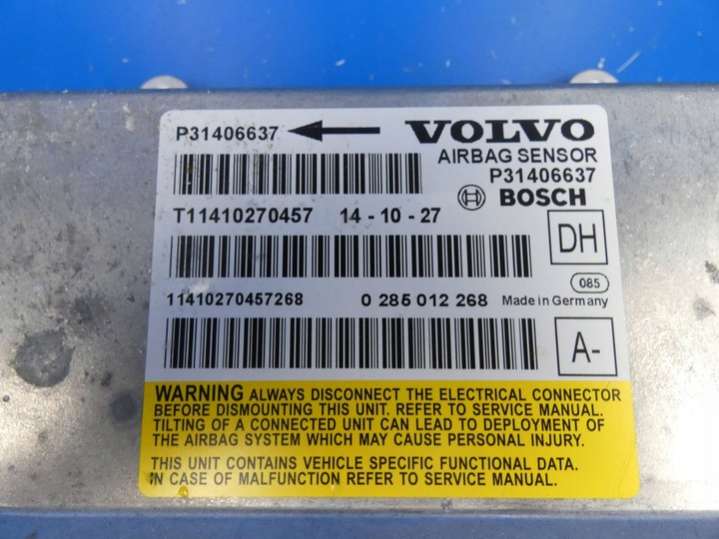 P31406637 VOLVO
AIRBAG SENSOR
P31406637
BOSCH
T11410270457 14 - 10 - 27
DH
085
11410270457268 0 285 012 268 Made in Germany
A-
WARNING ALWAYS DISCONNECT THE ELECTRICAL CONNECTOR
BEFORE DISMOUNTING THIS UNIT. REFER TO SERVICE MANUAL.
TILTING OF A CONNECTED UNIT CAN LEAD TO DEPLOYMENT OF
THE AIRBAG SYSTEM WHICH MAY CAUSE PERSONAL INJURY.
THIS UNIT CONTAINS VEHICLE SPECIFIC FUNCTIONAL DATA.
IN CASE OF MALFUNCTION REFER TO SERVICE MANUAL.